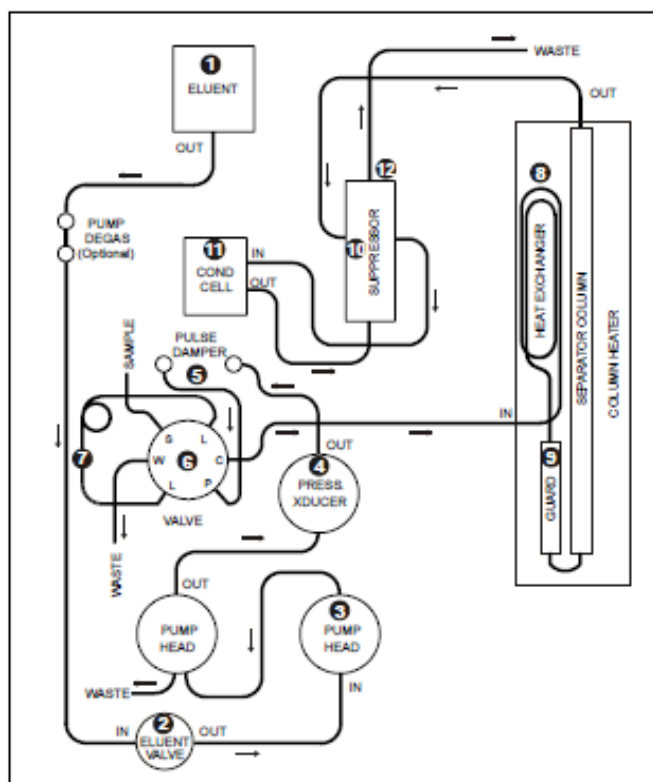 1
ELUENT
OUT
PUMP
DEGAS
(Optional)
WASTE
OUT
12
10
SUPPRESSOR
11
COND
CELL
IN
OUT
8
HEAT EXCHANGER
SEPARATOR COLUMN
COLUMN HEATER
IN
9
GUARD
PULSE
DAMPER
5
SAMPLE
S
L
W
6
C
L
P
7
VALVE
WASTE
OUT
4
PRESS.
XDUCER
OUT
PUMP
HEAD
3
PUMP
HEAD
WASTE
IN
IN
2
OUT
ELUENT
VALVE